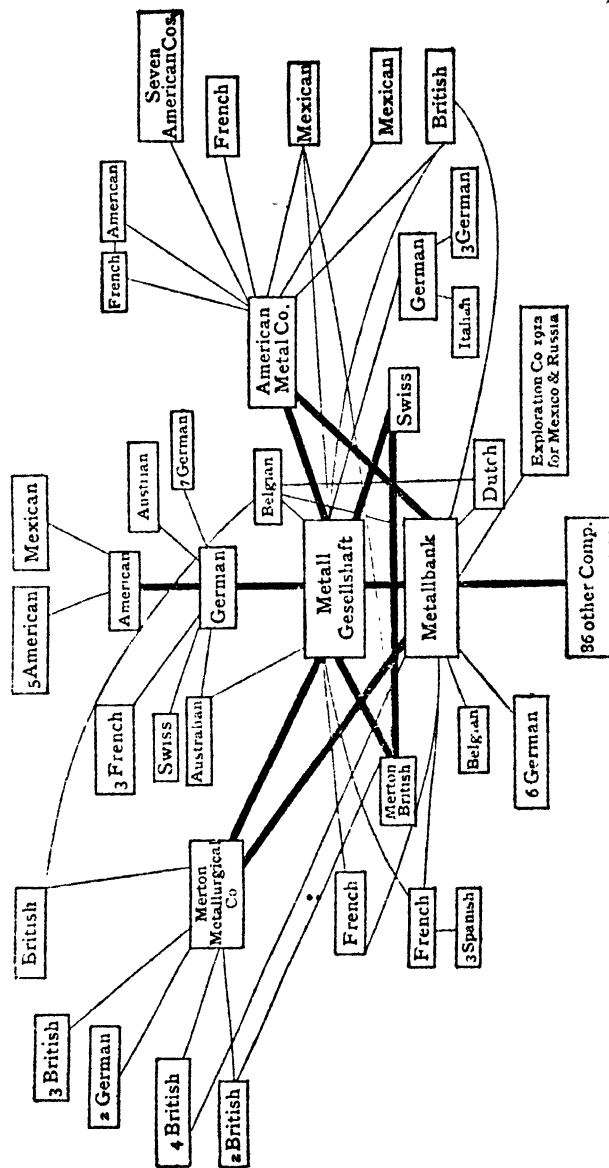 Mexican
5 American
American
Austrian
7 German
3 French
Swiss
Australian
German
British
3 British
2 German
4 British
2 British
Merton
Metallurgical
Co
French
American
Seven
American Cos.
French
Mexican
Mexican
British
American
Metal Co.
Belgian
Metall
Gesellshaft
Swiss
German
Italian
3 German
Merton
British
Metallbank
Dutch
French
French
3 Spanish
Belgian
6 German
Exploration Co 1912
for Mexico & Russia
86 other Comp.